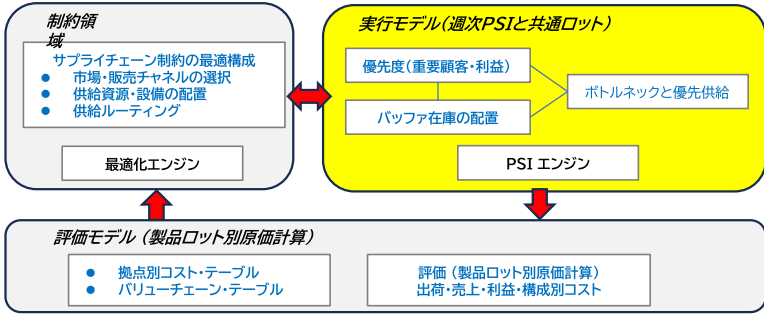 制約領
域
サプライチェーン制約の最適構成
● 市場・販売チャネルの選択
● 供給資源・設備の配置
● 供給ルーティング
最適化エンジン
実行モデル(週次PSIと共通ロット)
優先度(重要顧客・利益)
バッファ在庫の配置
ボトルネックと優先供給
PSI エンジン
評価モデル (製品ロット別原価計算)
● 拠点別コスト・テーブル
● バリューチェーン・テーブル
評価 (製品ロット別原価計算)
出荷・売上・利益・構成別コスト